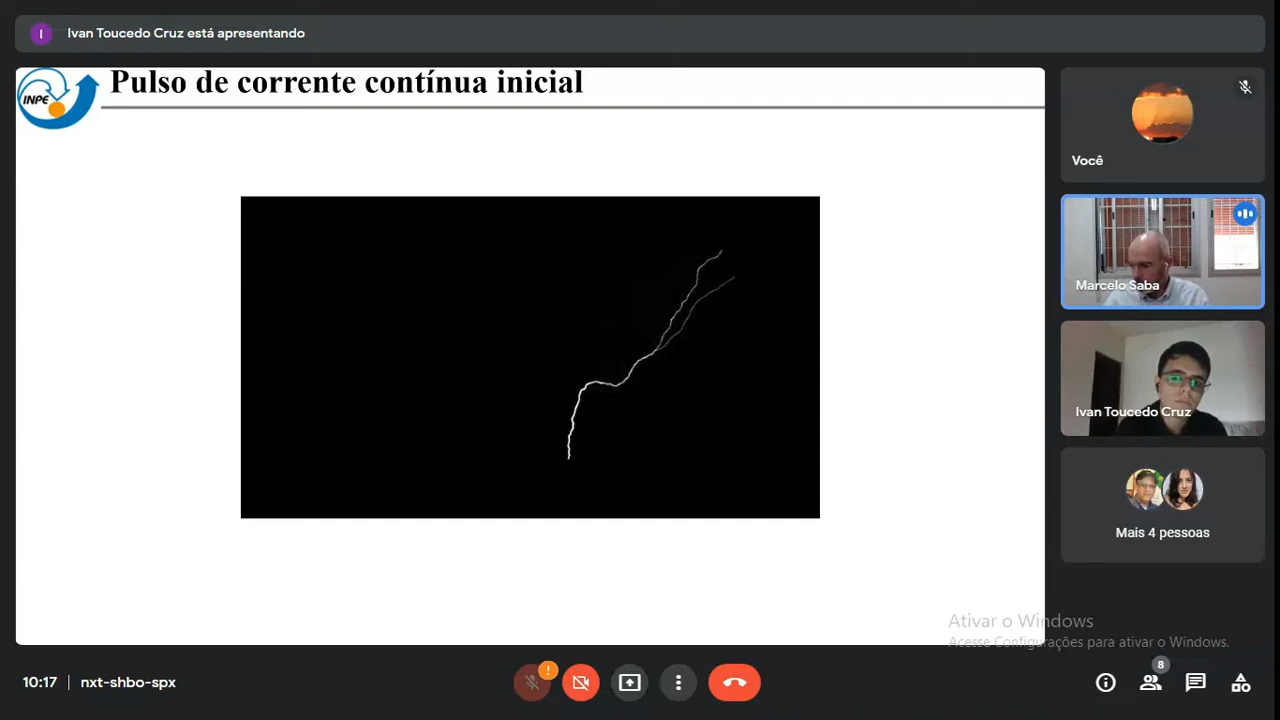 I
Ivan Toucedo Cruz está apresentando
INPE
Pulso de corrente contínua inicial
Você
Marcelo Saba
Ivan Toucedo Cruz
Mais 4 pessoas
Ativar o Windows
Acesse Configurações para ativar o Windows.
10:17 | nxt-shbo-spx
!
8